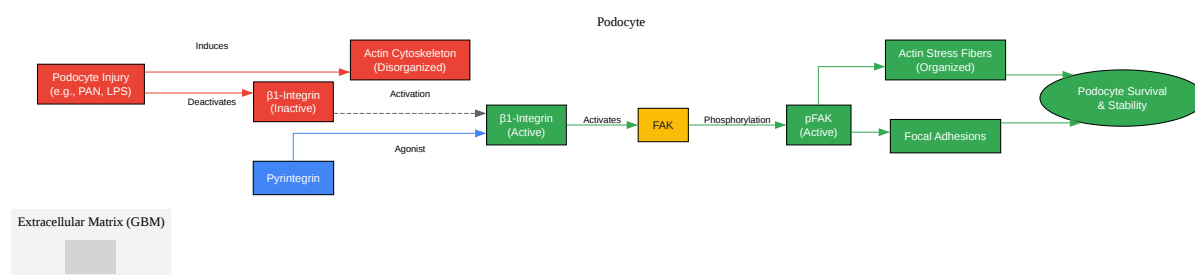 Podocyte
Induces
Actin Cytoskeleton
(Disorganized)
Podocyte Injury
(e.g., PAN, LPS)
Deactivates
β1-Integrin
(Inactive)
Activation
Pyrintegrin
Agonist
β1-Integrin
(Active)
Activates
FAK
Phosphorylation
pFAK
(Active)
Actin Stress Fibers
(Organized)
Focal Adhesions
Podocyte Survival
& Stability
Extracellular Matrix (GBM)